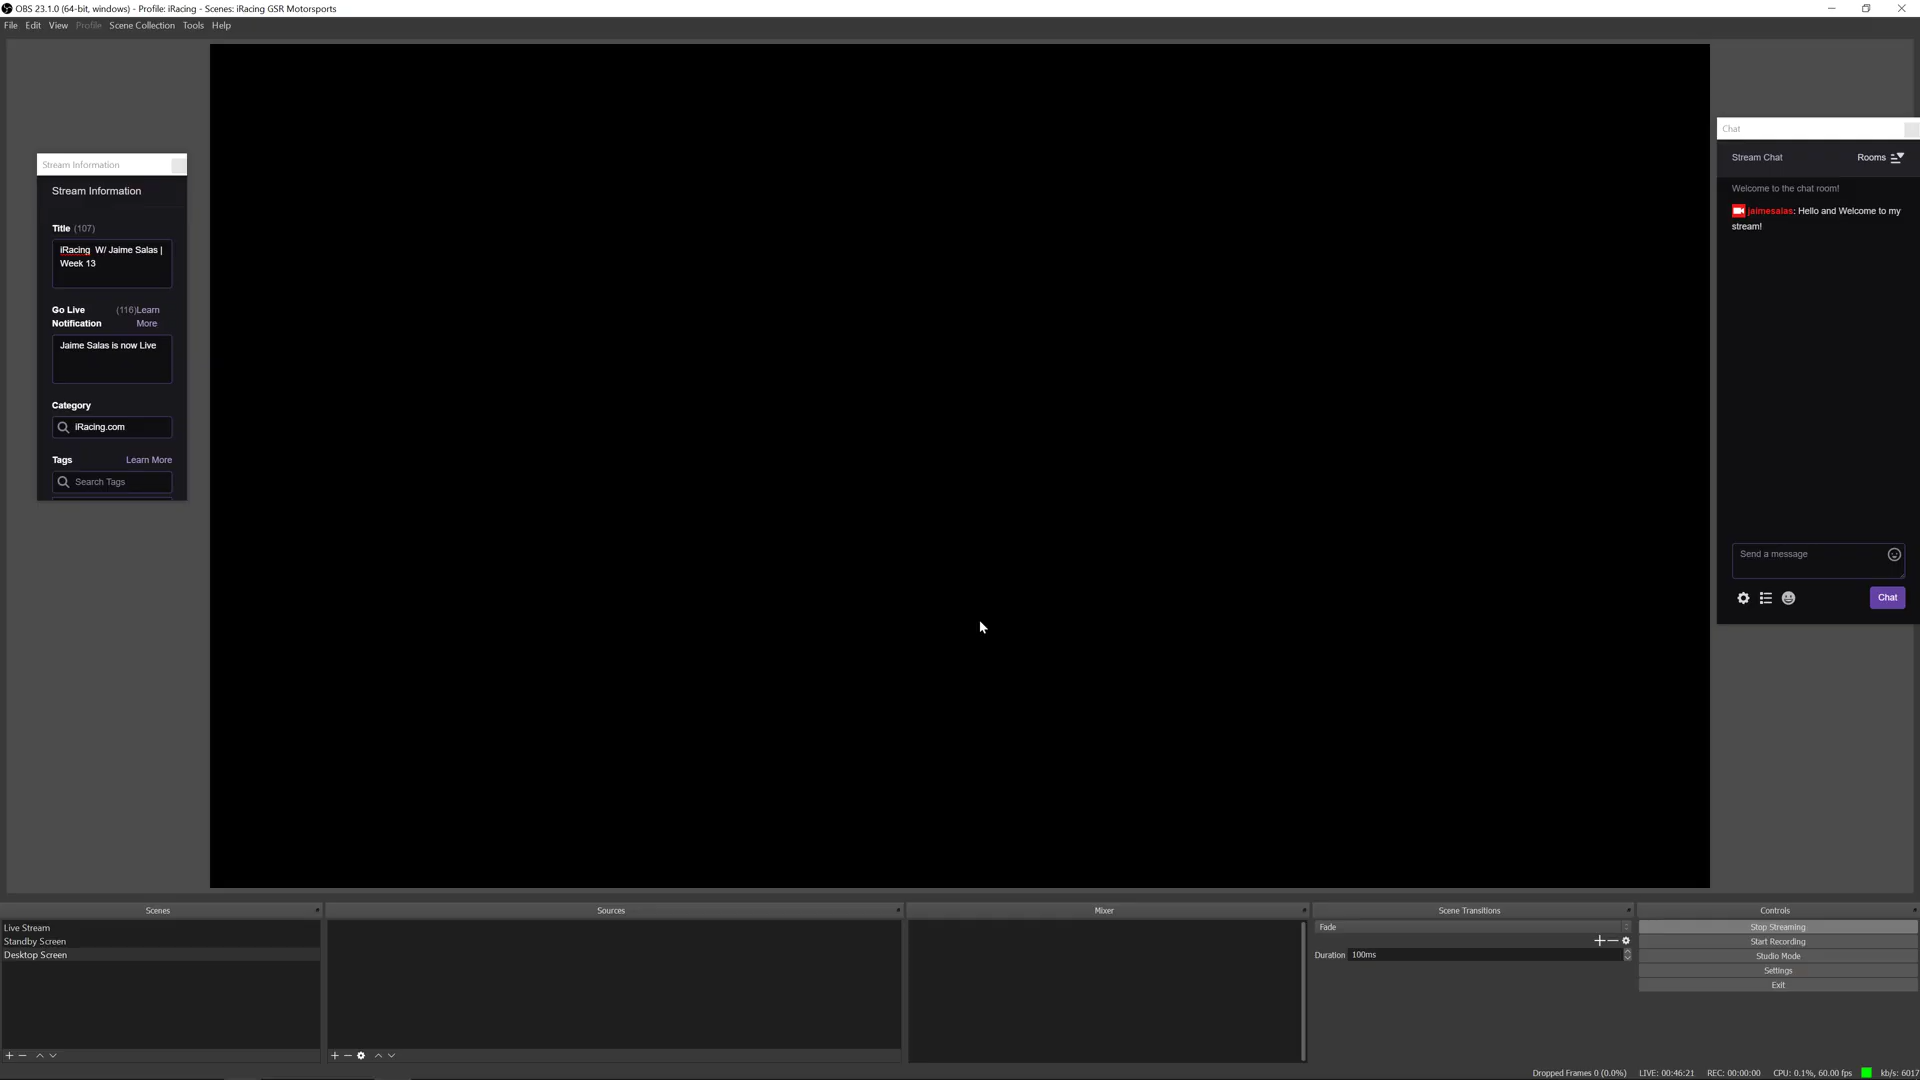 OBS 23.1.0 (64-bit, windows) - Profile: iRacing - Scenes: iRacing GSR Motorsports
File Edit View Profile Scene Collection Tools Help
Stream Information
Stream Information
Title (107)
iRacing W/ Jaime Salas |
Week 13
Go Live (116)Learn
Notification More
Jaime Salas is now Live
Category
iRacing.com
Tags Learn More
Search Tags
Chat
Stream Chat Rooms
Welcome to the chat room!
jaimesalas: Hello and Welcome to my
stream!
Send a message
Chat
Scenes
Live Stream
Standby Screen
Desktop Screen
Sources
Mixer
Scene Transitions
Fade
Duration 100ms
Controls
Stop Streaming
Start Recording
Studio Mode
Settings
Exit
Dropped Frames 0 (0.0%) LIVE: 00:46:21 REC: 00:00:00 CPU: 0.1%, 60.00 fps kb/s: 6017